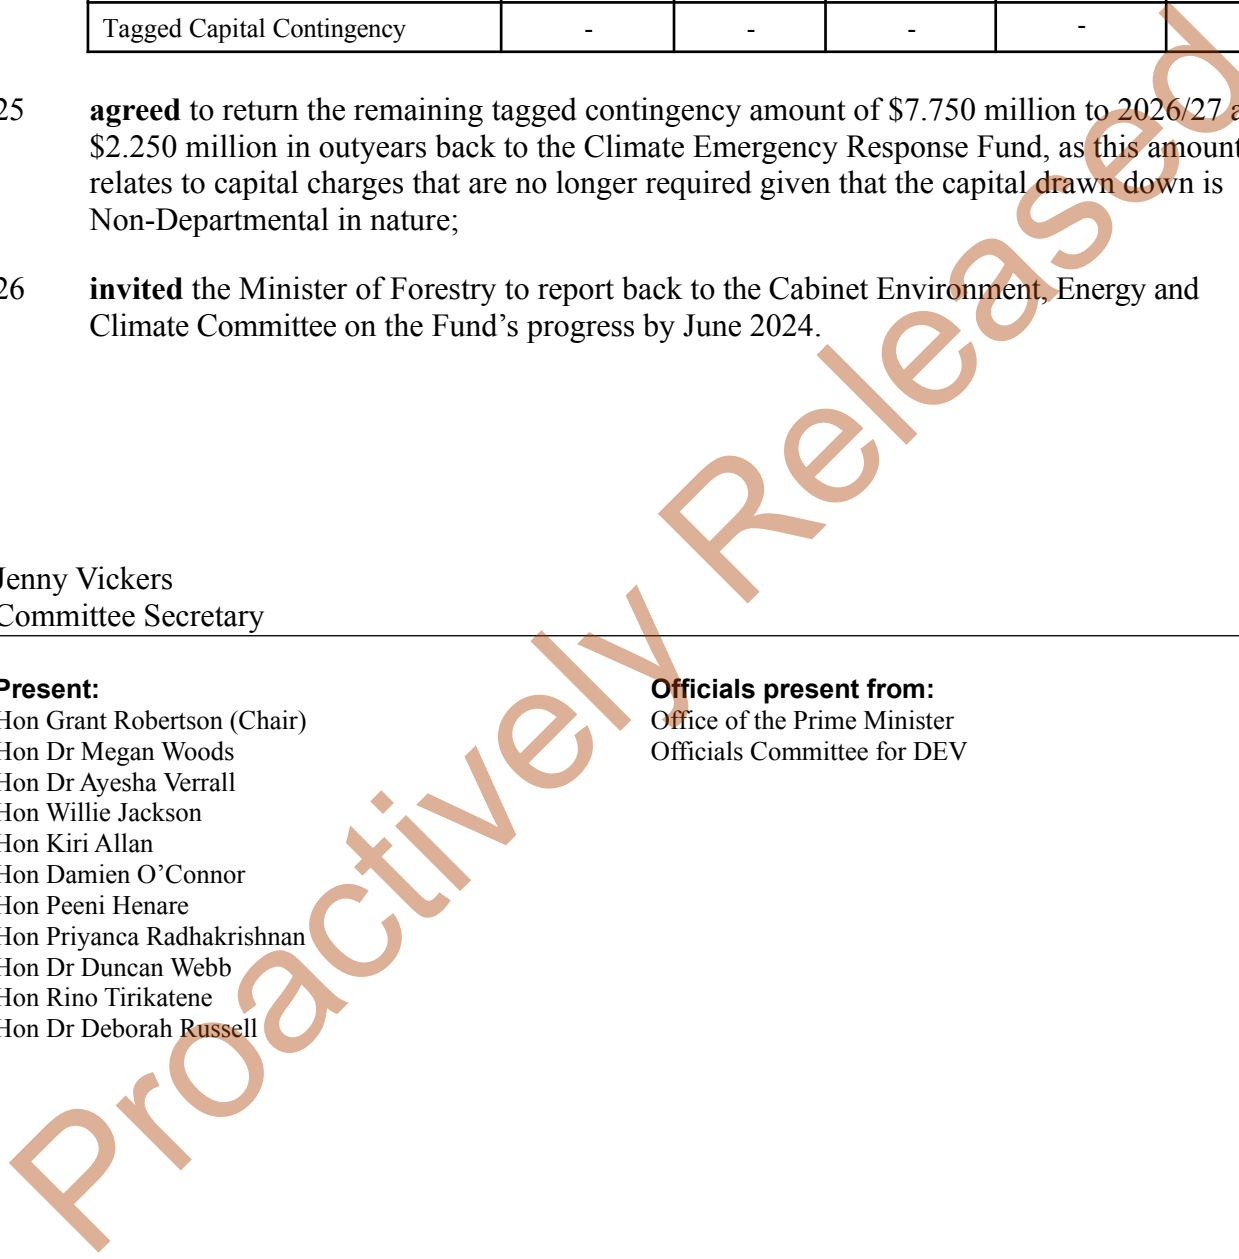 Tagged Capital Contingency - - - -
25 agreed to return the remaining tagged contingency amount of $7.750 million to 2026/27 a
$2.250 million in outyears back to the Climate Emergency Response Fund, as this amount
relates to capital charges that are no longer required given that the capital drawn down is
Non-Departmental in nature;
26 invited the Minister of Forestry to report back to the Cabinet Environment, Energy and
Climate Committee on the Fund’s progress by June 2024.
Jenny Vickers
Committee Secretary
Present:
Hon Grant Robertson (Chair)
Hon Dr Megan Woods
Hon Dr Ayesha Verrall
Hon Willie Jackson
Hon Kiri Allan
Hon Damien O’Connor
Hon Peeni Henare
Hon Priyanca Radhakrishnan
Hon Dr Duncan Webb
Hon Rino Tirikatene
Hon Dr Deborah Russell
Officials present from:
Office of the Prime Minister
Officials Committee for DEV
Proactively Released